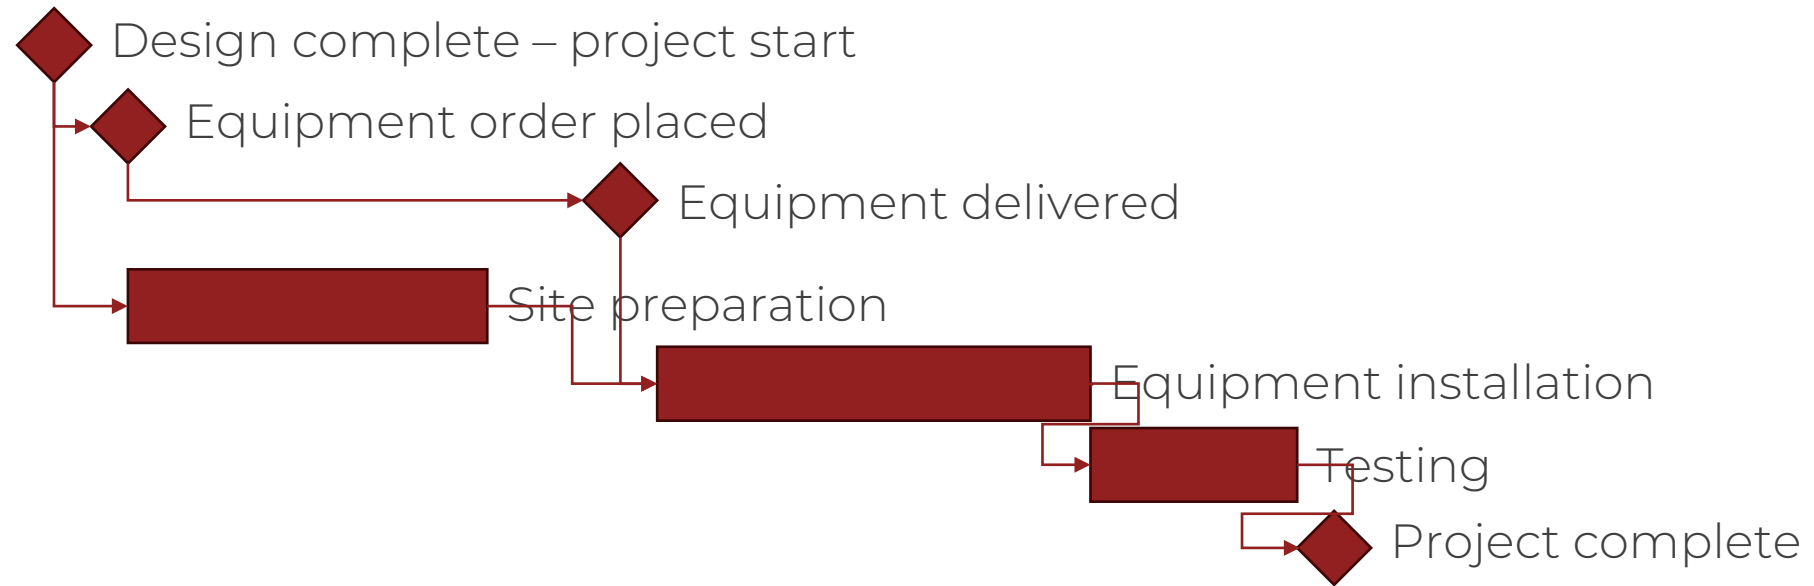 Design complete – project start
Equipment order placed
Equipment delivered
Site preparation
Equipment installation
Testing
Project complete